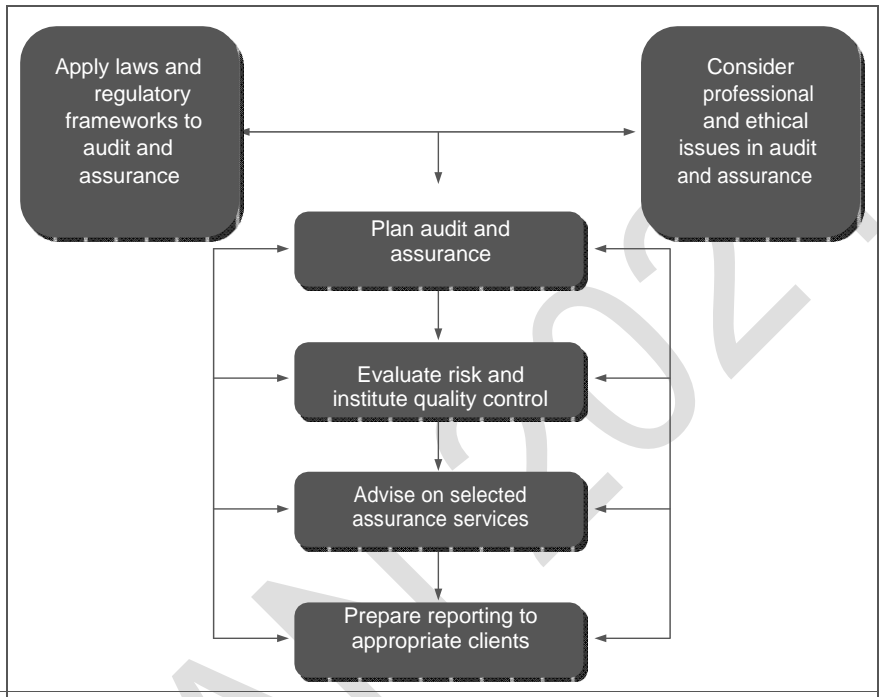 Apply laws and
regulatory
frameworks to
audit and
assurance
Consider
professional
and ethical
issues in audit
and assurance
Plan audit and
assurance
Evaluate risk and
institute quality control
Advise on selected
assurance services
Prepare reporting to
appropriate clients